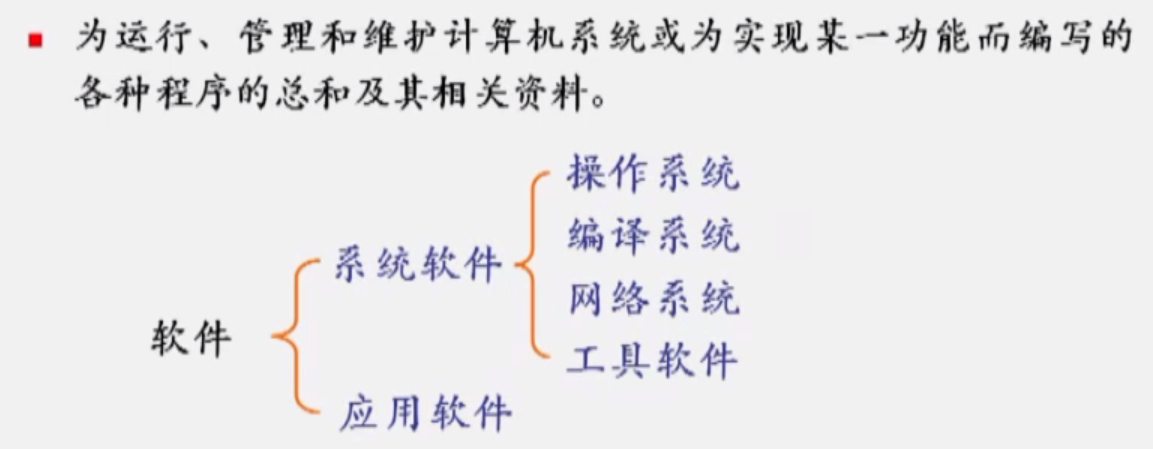 为运行、管理和维护计算机系统或为实现某一功能而编写的
各种程序的总和及其相关资料。
软件
系统软件
操作系统
编译系统
网络系统
工具软件
应用软件